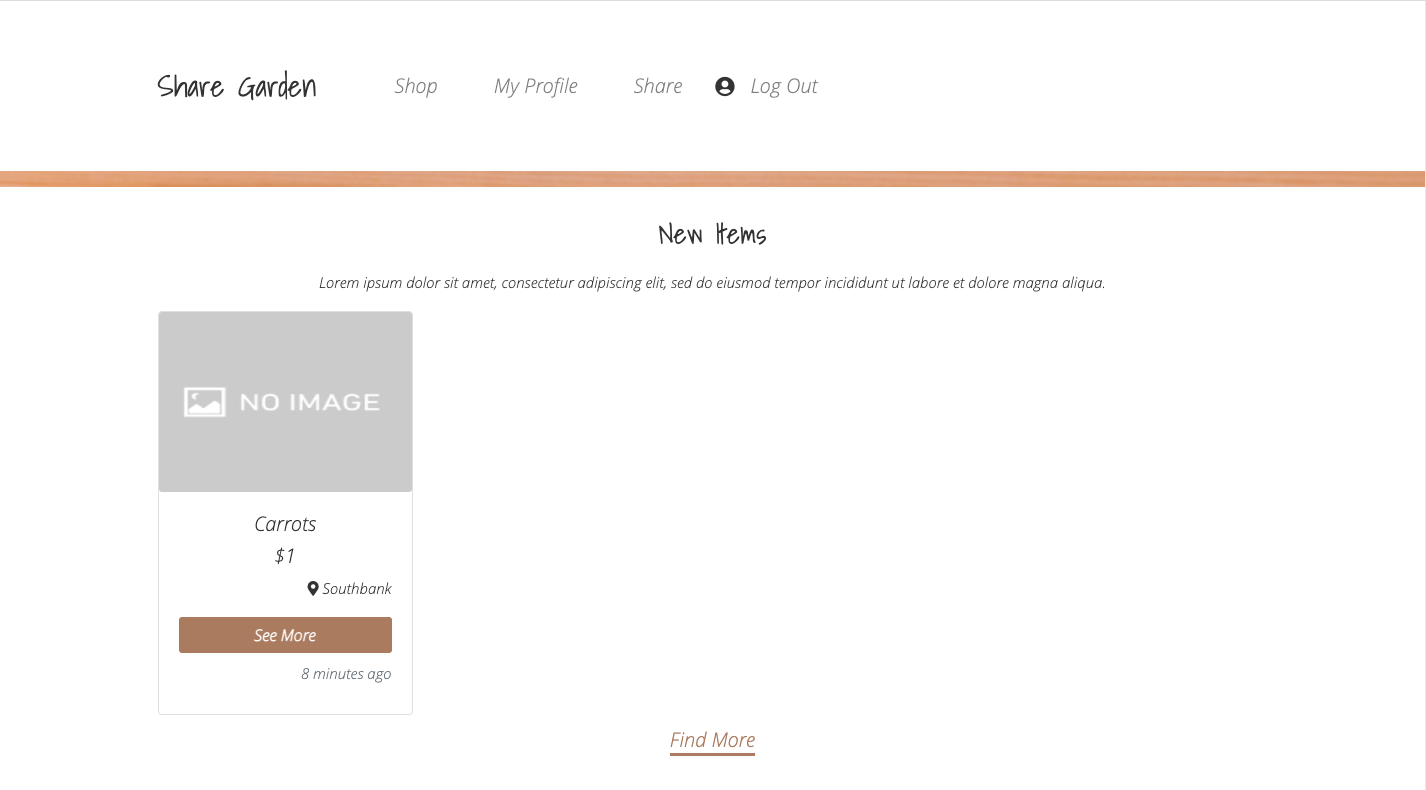 Share Garden Shop My Profile Share Log Out
New Items
Lorem ipsum dolor sit amet, consectetur adipiscing elit, sed do eiusmod tempor incididunt ut labore et dolore magna aliqua.
NO IMAGE
Carrots
$1
Southbank
See More
8 minutes ago
Find More